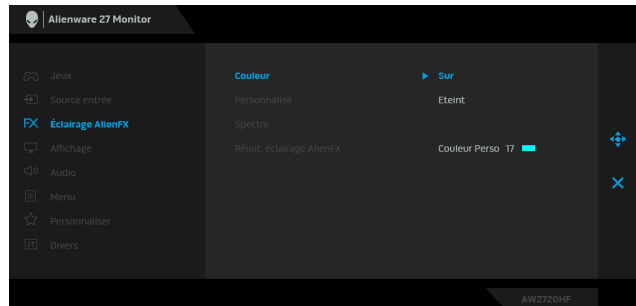 Alienware 27 Monitor
Jeux
Couleur
Sur
Source entrée
Personnalisé
Eteint
FX
Éclairage AlienFX
Spectre
Affichage
Réinit. éclairage AlienFX
Couleur Perso 17
Audio
Menu
Personnaliser
Divers
AW2720HF